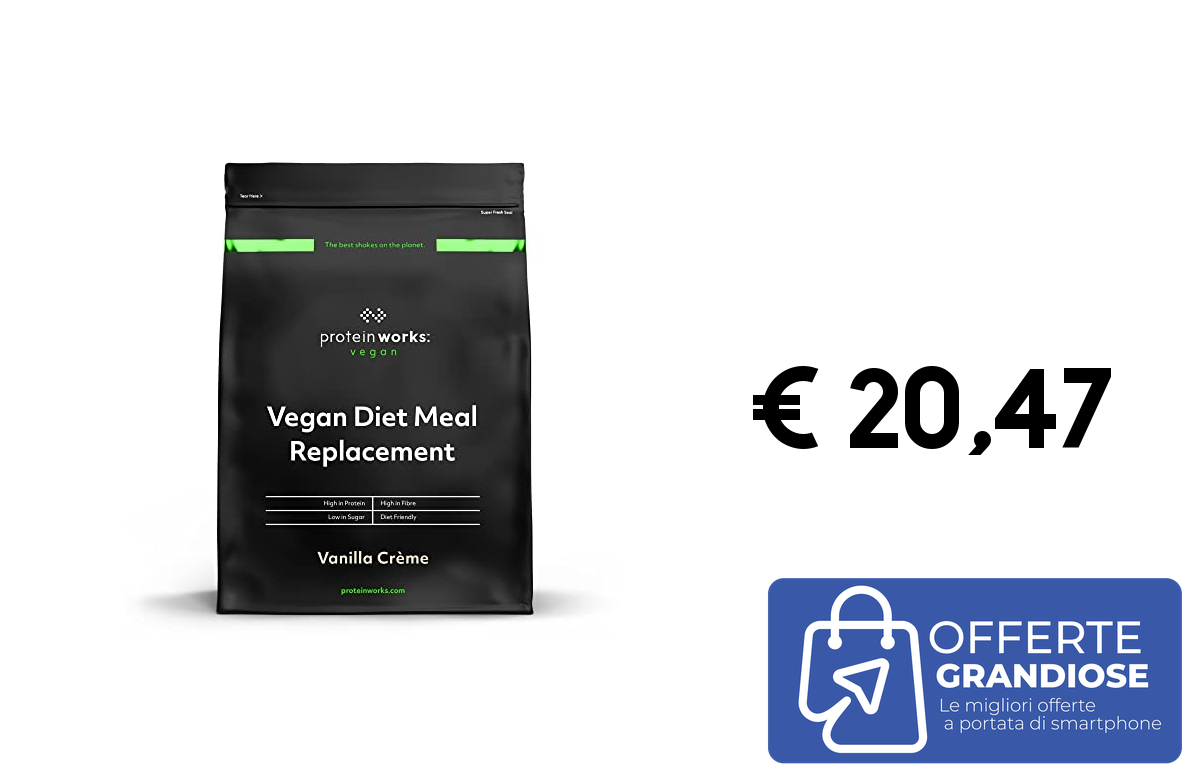 Tear Here >
Super Fresh Seal
The best shakes on the planet.
proteinworks:
vegan
Vegan Diet Meal
Replacement
High in Protein
High in Fibre
Low in Sugar
Diet Friendly
Vanilla Crème
proteinworks.com
€ 20,47
OFFERTE
GRANDIOSE
Le migliori offerte
a portata di smartphone